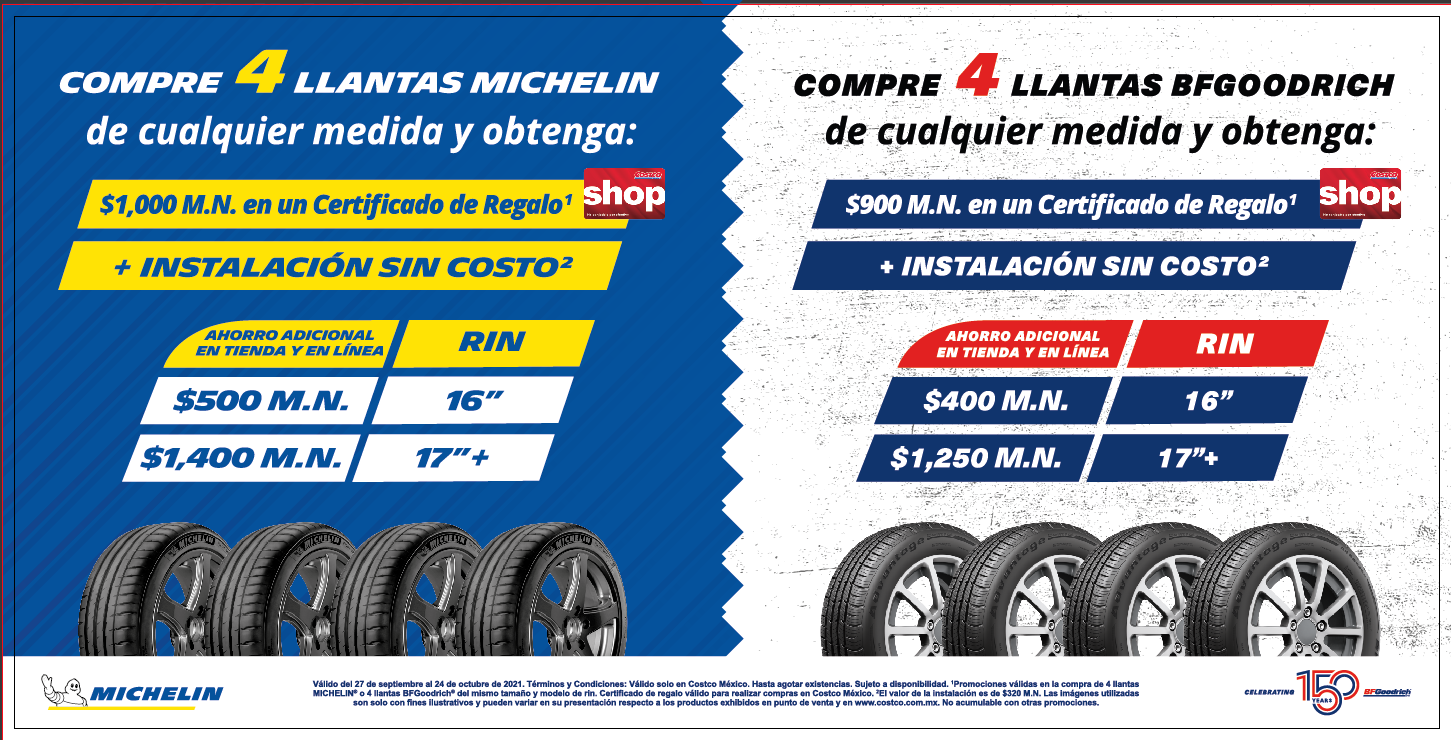 COMPRE 4 LLANTAS MICHELIN
de cualquier medida y obtenga:
$1,000 M.N. en un Certificado de Regalo¹
Costco
shop
+ INSTALACIÓN SIN COSTO²
AHORRO ADICIONAL
EN TIENDA Y EN LÍNEA
RIN
$500 M.N.
16”
$1,400 M.N.
17”+
MICHELIN
MICHELIN
MICHELIN
MICHELIN
COMPRE 4 LLANTAS BFGOODRICH
de cualquier medida y obtenga:
$900 M.N. en un Certificado de Regalo¹
Costco
shop
+ INSTALACIÓN SIN COSTO²
AHORRO ADICIONAL
EN TIENDA Y EN LÍNEA
RIN
$400 M.N.
16”
$1,250 M.N.
17”+
MICHELIN
Válido del 27 de septiembre al 24 de octubre de 2021. Términos y Condiciones: Válido solo en Costco México. Hasta agotar existencias. Sujeto a disponibilidad. ¹Promociones válidas en la compra de 4 llantas
MICHELIN® o 4 llantas BFGoodrich® del mismo tamaño y modelo de rin. Certificado de regalo válido para realizar compras en Costco México. ²El valor de la instalación es de $320 M.N. Las imágenes utilizadas
son solo con fines ilustrativos y pueden variar en su presentación respecto a los productos exhibidos en punto de venta y en www.costco.com.mx. No acumulable con otras promociones.
CELEBRATING
150
YEARS
BFGoodrich